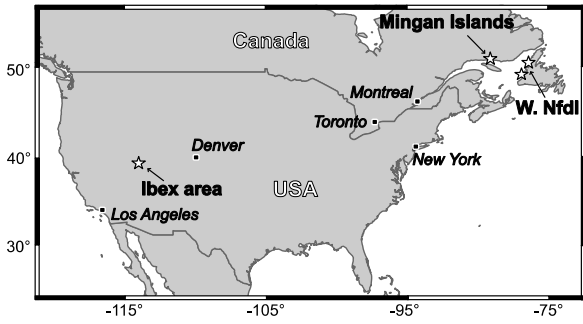 Mingan Islands
Canada
50°
W. Nfdl
Montreal
Toronto
Denver
40°
New York
Ibex area
USA
Los Angeles
30°
-115° -105° -95° -75°